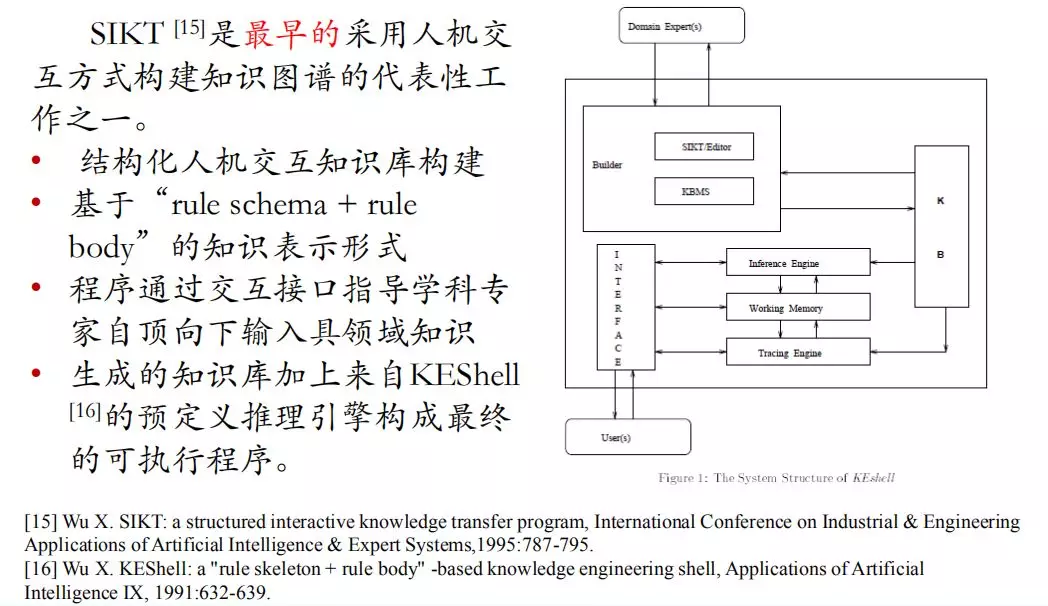 SIKT [15]是最早的采用人机交
互方式构建知识图谱的代表性工
作之一。
• 结构化人机交互知识库构建
• 基于“rule schema + rule
body”的知识表示形式
• 程序通过交互接口指导学科专
家自顶向下输入具领域知识
• 生成的知识库加上来自KEShell
[16]的预定义推理引擎构成最终
的可执行程序。
Domain Expert(s)
Builder
SIKT/Editor
KBMS
K
B
INTERFACE
Inference Engine
Working Memory
Tracing Engine
User(s)
Figure 1: The System Structure of KEshell
[15] Wu X. SIKT: a structured interactive knowledge transfer program, International Conference on Industrial & Engineering
Applications of Artificial Intelligence & Expert Systems,1995:787-795.
[16] Wu X. KEShell: a "rule skeleton + rule body" -based knowledge engineering shell, Applications of Artificial
Intelligence IX, 1991:632-639.